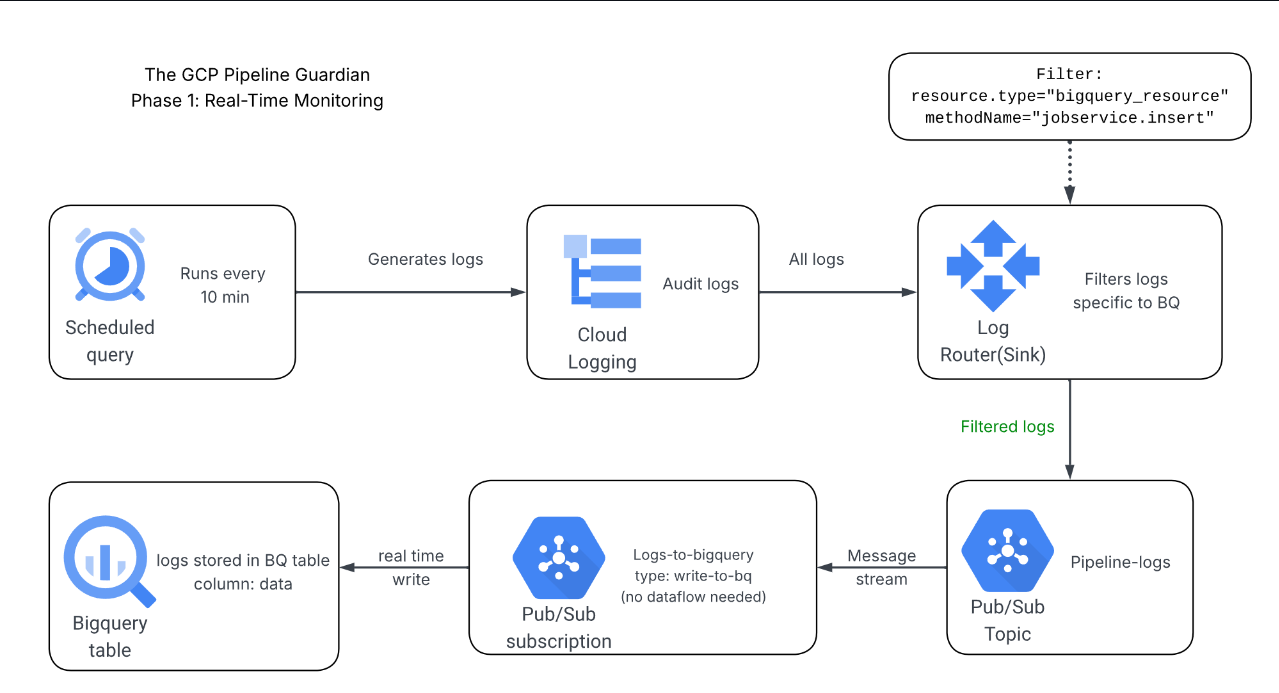 The GCP Pipeline Guardian
Phase 1: Real-Time Monitoring
Filter:
resource.type="bigquery_resource"
methodName="jobservice.insert"
Runs every
10 min
Scheduled
query
Generates logs
Audit logs
Cloud
Logging
All logs
Filters logs
specific to BQ
Log
Router(Sink)
Filtered logs
Pipeline-logs
Pub/Sub
Topic
Message
stream
Logs-to-bigquery
type: write-to-bq
(no dataflow needed)
Pub/Sub
subscription
real time
write
logs stored in BQ table
column: data
Bigquery
table